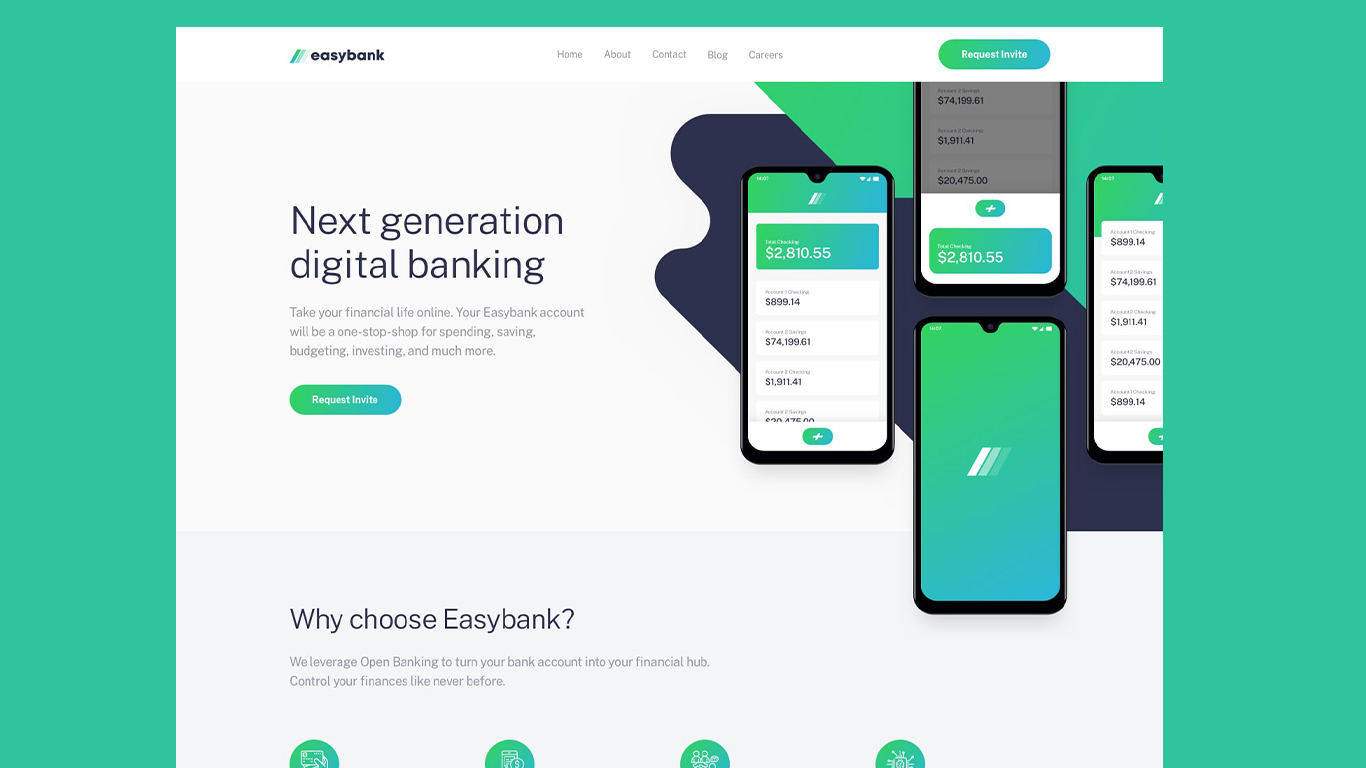 easybank
Home
About
Contact
Blog
Careers
Request Invite
Next generation
digital banking
Take your financial life online. Your Easybank account
will be a one-stop-shop for spending, saving,
budgeting, investing, and much more.
Request Invite
14:07
Total Checking
$2,810.55
Account 1 Checking
$899.14
Account 2 Savings
$74,199.61
Account 2 Checking
$1,911.41
Account 2 Savings
$20,475.00
Account 2 Savings
$74,199.61
Account 2 Checking
$1,911.41
Account 2 Savings
$20,475.00
Total Checking
$2,810.55
14:07
14:07
Account 1 Checking
$899.14
Account 2 Savings
$74,199.61
Account 2 Checking
$1,911.41
Account 2 Savings
$20,475.00
Account 1 Checking
$899.14
Why choose Easybank?
We leverage Open Banking to turn your bank account into your financial hub.
Control your finances like never before.